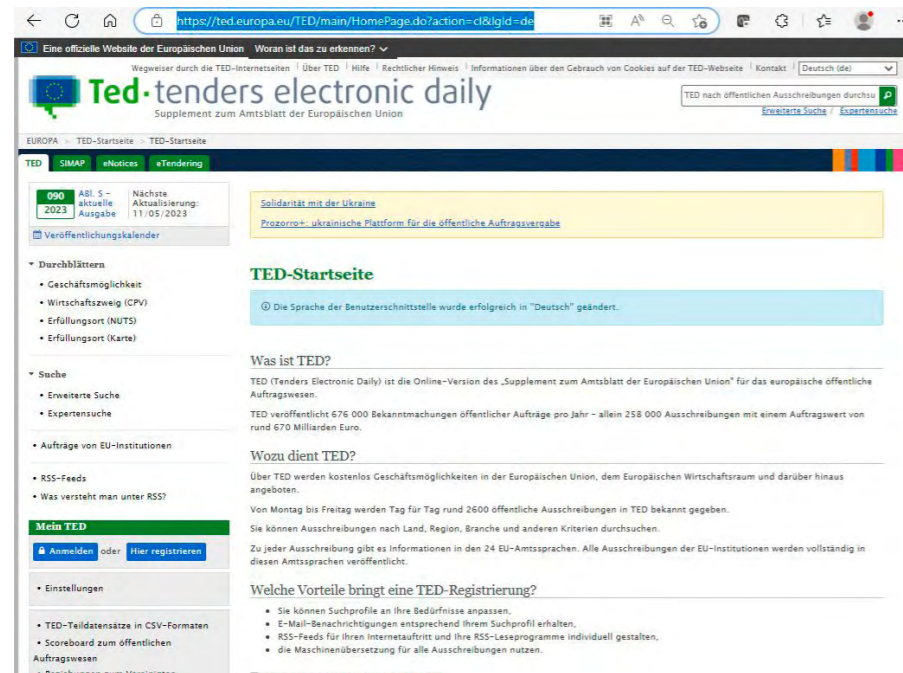 https://ted.europa.eu/TED/main/HomePage.do?action=cl&lgId=de
Eine offizielle Website der Europäischen Union Woran ist das zu erkennen?
Wegweiser durch die TED-Internetseiten Über TED Hilfe Rechtlicher Hinweis Informationen über den Gebrauch von Cookies auf der TED-Webseite Kontakt Deutsch (de)
Ted tenders electronic daily
Supplement zum Amtsblatt der Europäischen Union
TED nach öffentlichen Ausschreibungen durchsu
Erweiterte Suche / Expertensuche
EUROPA > TED-Startseite > TED-Startseite
TED SIMAP eNotices eTendering
090 2023
ABl. S - aktuelle Ausgabe
Nächste Aktualisierung: 11/05/2023
Veröffentlichungskalender
Durchblättern
• Geschäftsmöglichkeit
• Wirtschaftszweig (CPV)
• Erfüllungsort (NUTS)
• Erfüllungsort (Karte)
Suche
• Erweiterte Suche
• Expertensuche
• Aufträge von EU-Institutionen
• RSS-Feeds
• Was versteht man unter RSS?
Mein TED
Anmelden oder Hier registrieren
• Einstellungen
• TED-Teildatensätze in CSV-Formaten
• Scoreboard zum öffentlichen
Auftragswesen
Solidarität mit der Ukraine
Prozorro+: ukrainische Plattform für die öffentliche Auftragsvergabe
TED-Startseite
Die Sprache der Benutzerschnittstelle wurde erfolgreich in "Deutsch" geändert.
Was ist TED?
TED (Tenders Electronic Daily) ist die Online-Version des „Supplement zum Amtsblatt der Europäischen Union" für das europäische öffentliche
Auftragswesen.
TED veröffentlicht 676 000 Bekanntmachungen öffentlicher Aufträge pro Jahr - allein 258 000 Ausschreibungen mit einem Auftragswert von
rund 670 Milliarden Euro.
Wozu dient TED?
Über TED werden kostenlos Geschäftsmöglichkeiten in der Europäischen Union, dem Europäischen Wirtschaftsraum und darüber hinaus
angeboten.
Von Montag bis Freitag werden Tag für Tag rund 2600 öffentliche Ausschreibungen in TED bekannt gegeben.
Sie können Ausschreibungen nach Land, Region, Branche und anderen Kriterien durchsuchen.
Zu jeder Ausschreibung gibt es Informationen in den 24 EU-Amtssprachen. Alle Ausschreibungen der EU-Institutionen werden vollständig in
diesen Amtssprachen veröffentlicht.
Welche Vorteile bringt eine TED-Registrierung?
• Sie können Suchprofile an Ihre Bedürfnisse anpassen,
• E-Mail-Benachrichtigungen entsprechend Ihrem Suchprofil erhalten,
• RSS-Feeds für Ihren Internetauftritt und Ihre RSS-Leseprogramme individuell gestalten,
• die Maschinenübersetzung für alle Ausschreibungen nutzen.